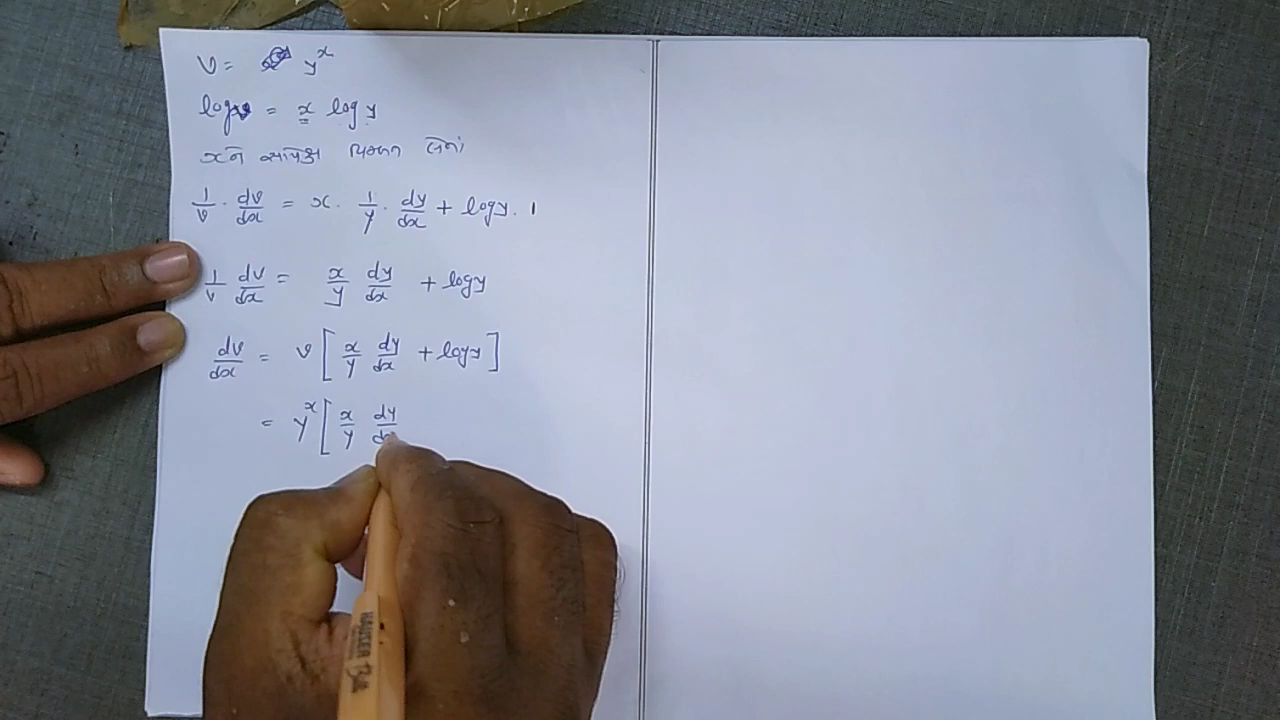 v = y^x
log v = x log y
x ने सापेक्ष विकलन लेतां
1/v · dv/dx = x · 1/y · dy/dx + log y · 1
1/v dv/dx = x/y dy/dx + log y
dv/dx = v [ x/y dy/dx + log y ]
= y^x [ x/y dy/dx
HAUSER